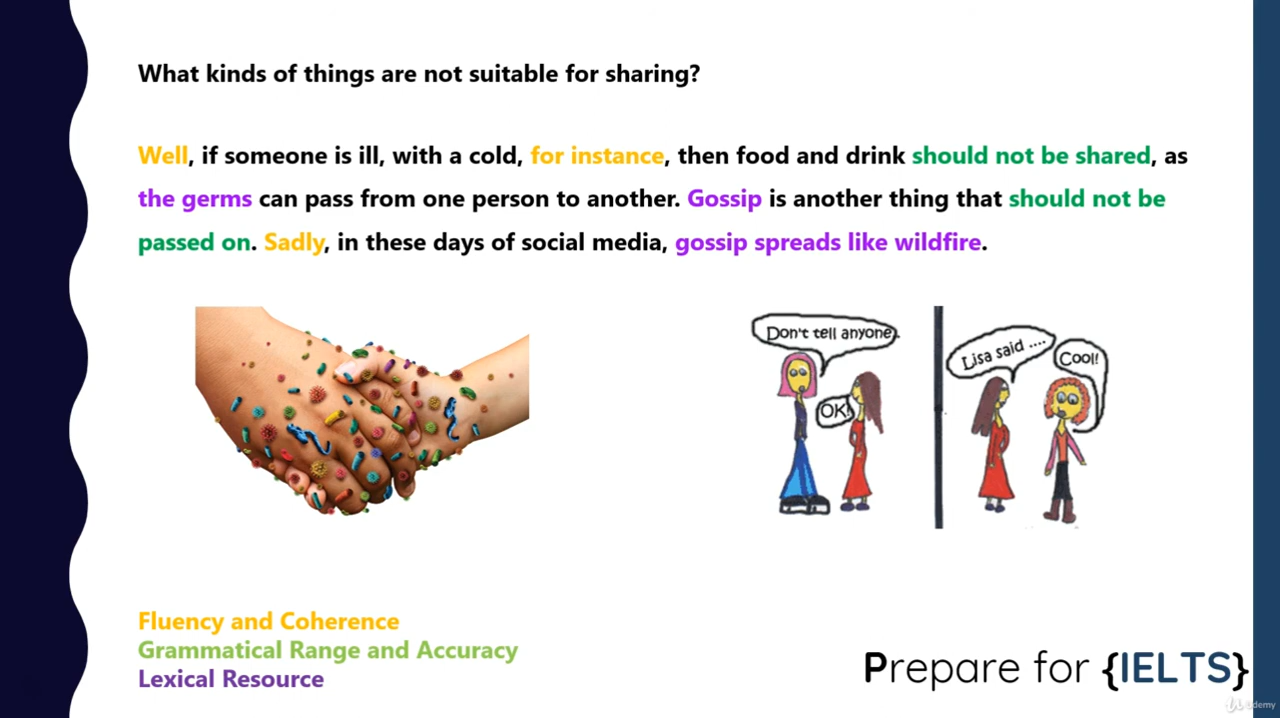 What kinds of things are not suitable for sharing?
Well, if someone is ill, with a cold, for instance, then food and drink should not be shared, as
the germs can pass from one person to another. Gossip is another thing that should not be
passed on. Sadly, in these days of social media, gossip spreads like wildfire.
Don't tell anyone.
OK!
Lisa said ....
Cool!
Fluency and Coherence
Grammatical Range and Accuracy
Lexical Resource
Prepare for {IELTS}
Udemy